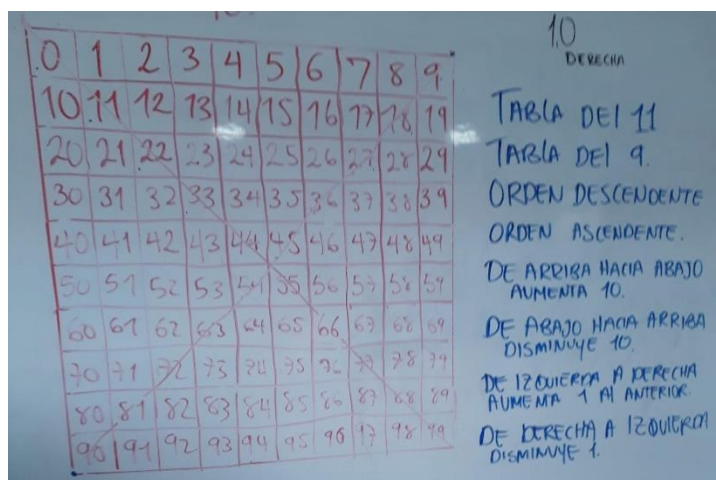 0 1 2 3 4 5 6 7 8 9
10 11 12 13 14 15 16 17 18 19
20 21 22 23 24 25 26 27 28 29
30 31 32 33 34 35 36 37 38 39
40 41 42 43 44 45 46 47 48 49
50 51 52 53 54 55 56 57 58 59
60 61 62 63 64 65 66 67 68 69
70 71 72 73 74 75 76 77 78 79
80 81 82 83 84 85 86 87 88 89
90 91 92 93 94 95 96 97 98 99
10
DERECHA
TABLA DEl 11
TABLA DEl 9.
ORDEN DESCENDENTE
ORDEN ASCENDENTE.
DE ARRIBA HACIA ABAJO
AUMENTA 10.
DE ABAJO HACIA ARRIBA
DISMINUYE 10.
DE IZQUIERDA A DERECHA
AUMENTA 1 Al ANTERIOR.
DE DERECHA A IZQUIERDA
DISMINUYE 1.